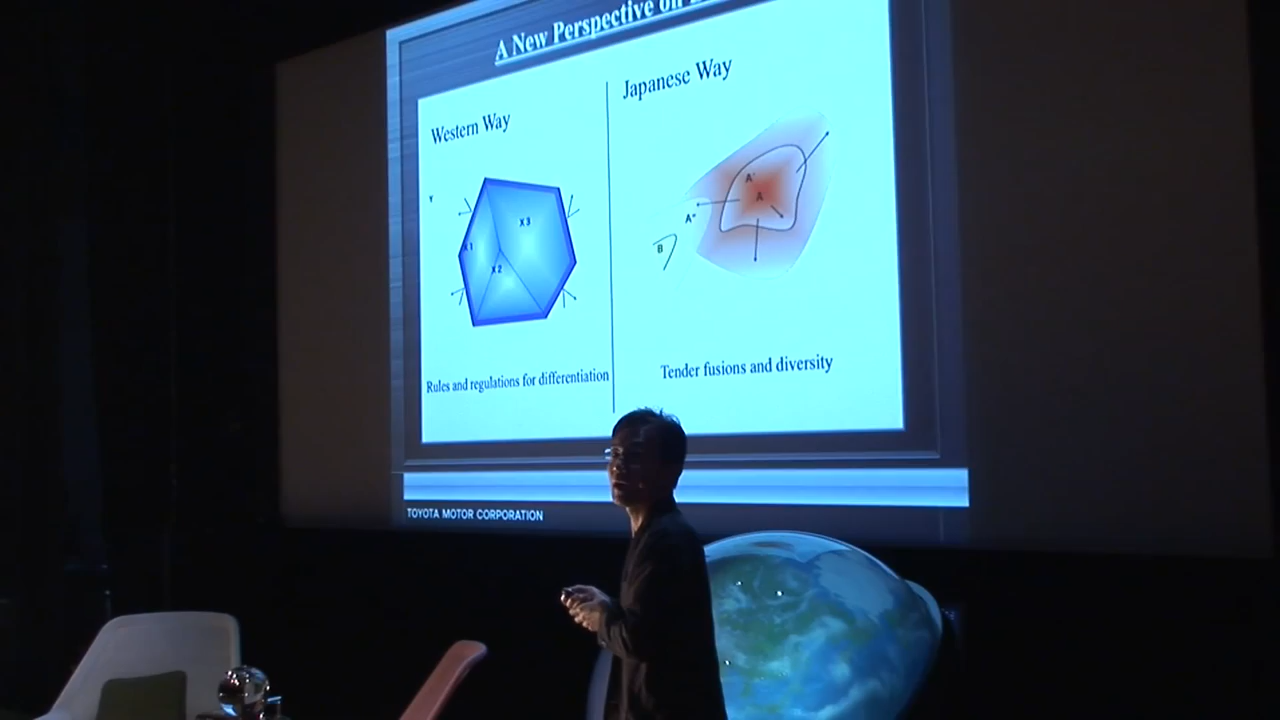 A New Perspective on
Western Way
Japanese Way
Y
X3
X1
X2
A'
A
A"
B
Rules and regulations for differentiation
Tender fusions and diversity
TOYOTA MOTOR CORPORATION